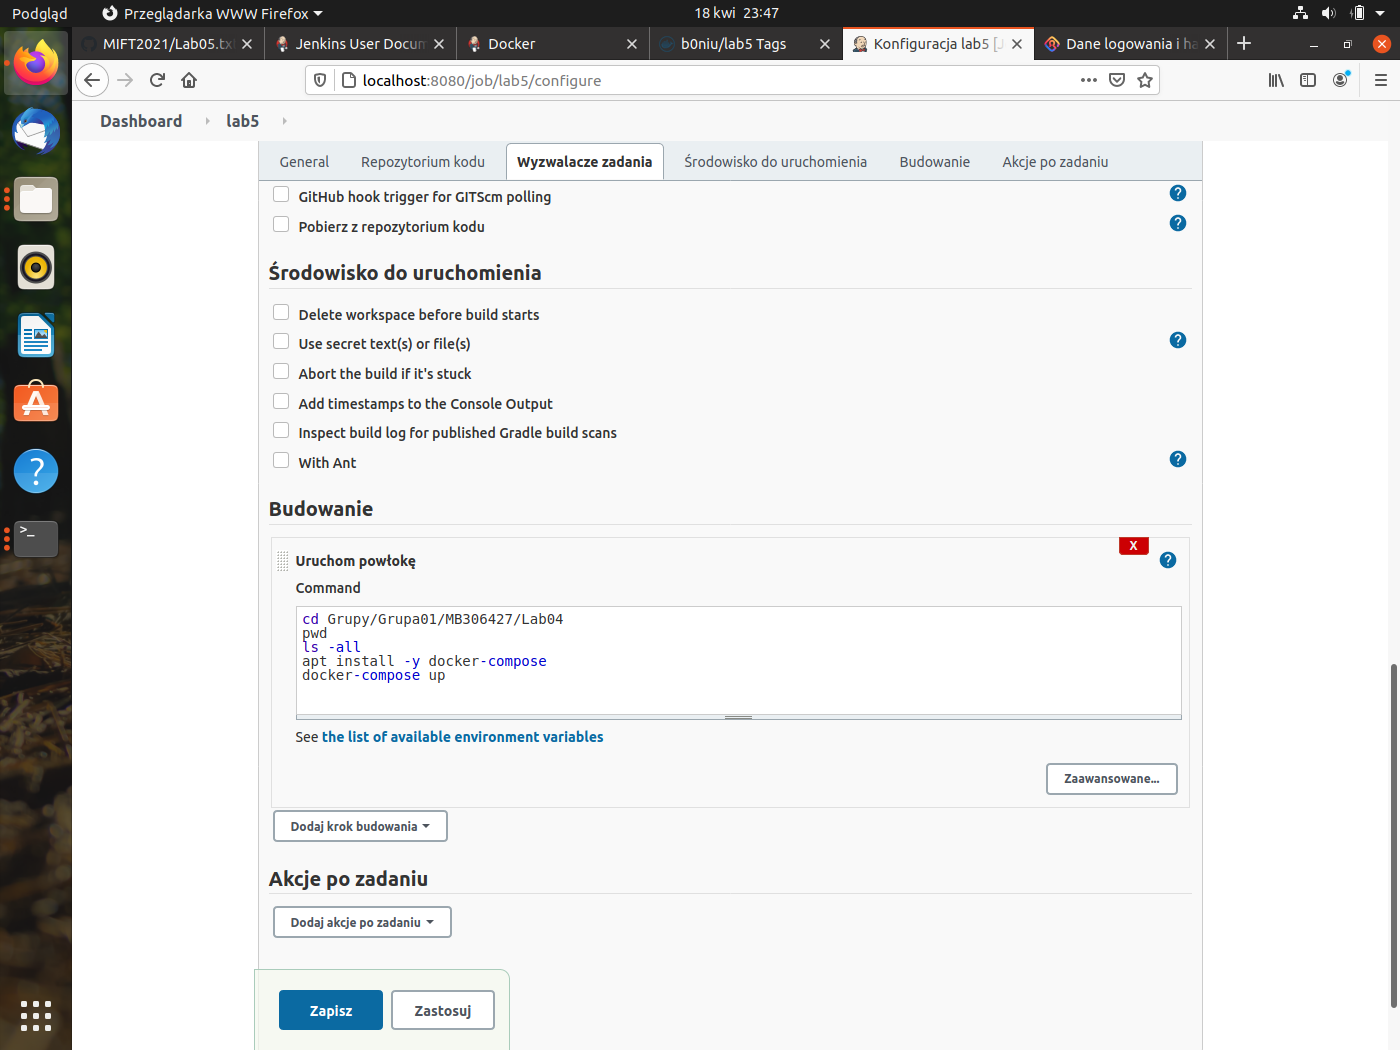 Podgląd
Przeglądarka WWW Firefox
18 kwi 23:47
MIFT2021/Lab05.tx
Jenkins User Docum
Docker
b0niu/lab5 Tags
Konfiguracja lab5 [J
Dane logowania i ha
localhost:8080/job/lab5/configure
Dashboard
lab5
General
Repozytorium kodu
Wyzwalacze zadania
Środowisko do uruchomienia
Budowanie
Akcje po zadaniu
GitHub hook trigger for GITScm polling
Pobierz z repozytorium kodu
Środowisko do uruchomienia
Delete workspace before build starts
Use secret text(s) or file(s)
Abort the build if it's stuck
Add timestamps to the Console Output
Inspect build log for published Gradle build scans
With Ant
Budowanie
X
Uruchom powłokę
Command
cd Grupy/Grupa01/MB306427/Lab04
pwd
ls -all
apt install -y docker-compose
docker-compose up
See the list of available environment variables
Zaawansowane...
Dodaj krok budowania
Akcje po zadaniu
Dodaj akcje po zadaniu
Zapisz
Zastosuj